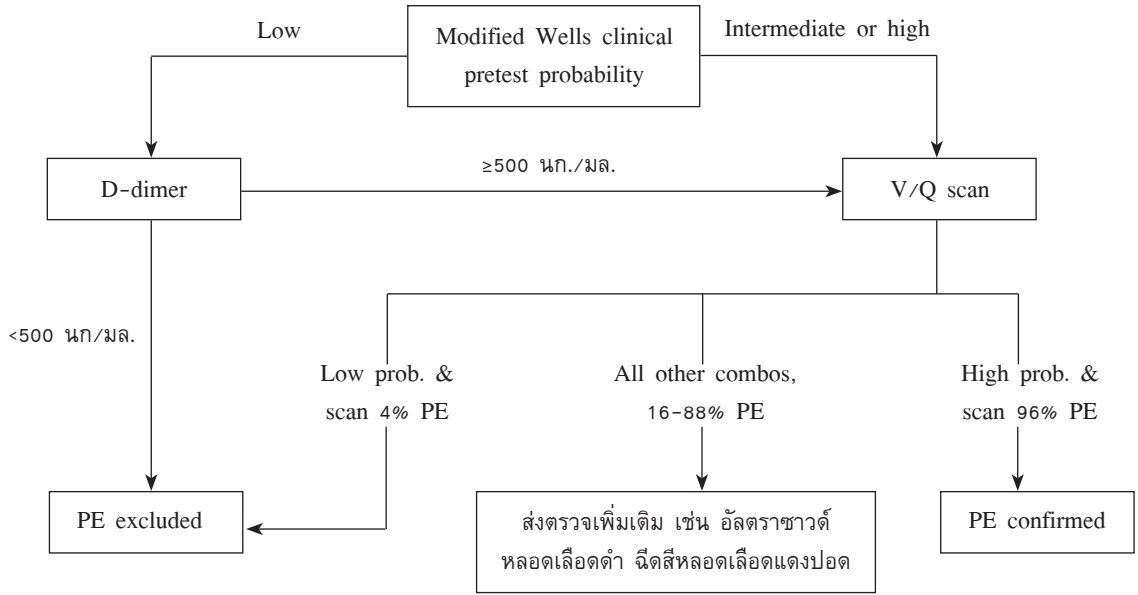 Low
Modified Wells clinical
pretest probability
Intermediate or high
D-dimer
≥500 นก./มล.
V/Q scan
<500 นก/มล.
Low prob. &
scan 4% PE
All other combos,
16-88% PE
High prob. &
scan 96% PE
PE excluded
ส่งตรวจเพิ่มเติม เช่น อัลตราซาวด์
หลอดเลือดดำ ฉีดสีหลอดเลือดแดงปอด
PE confirmed